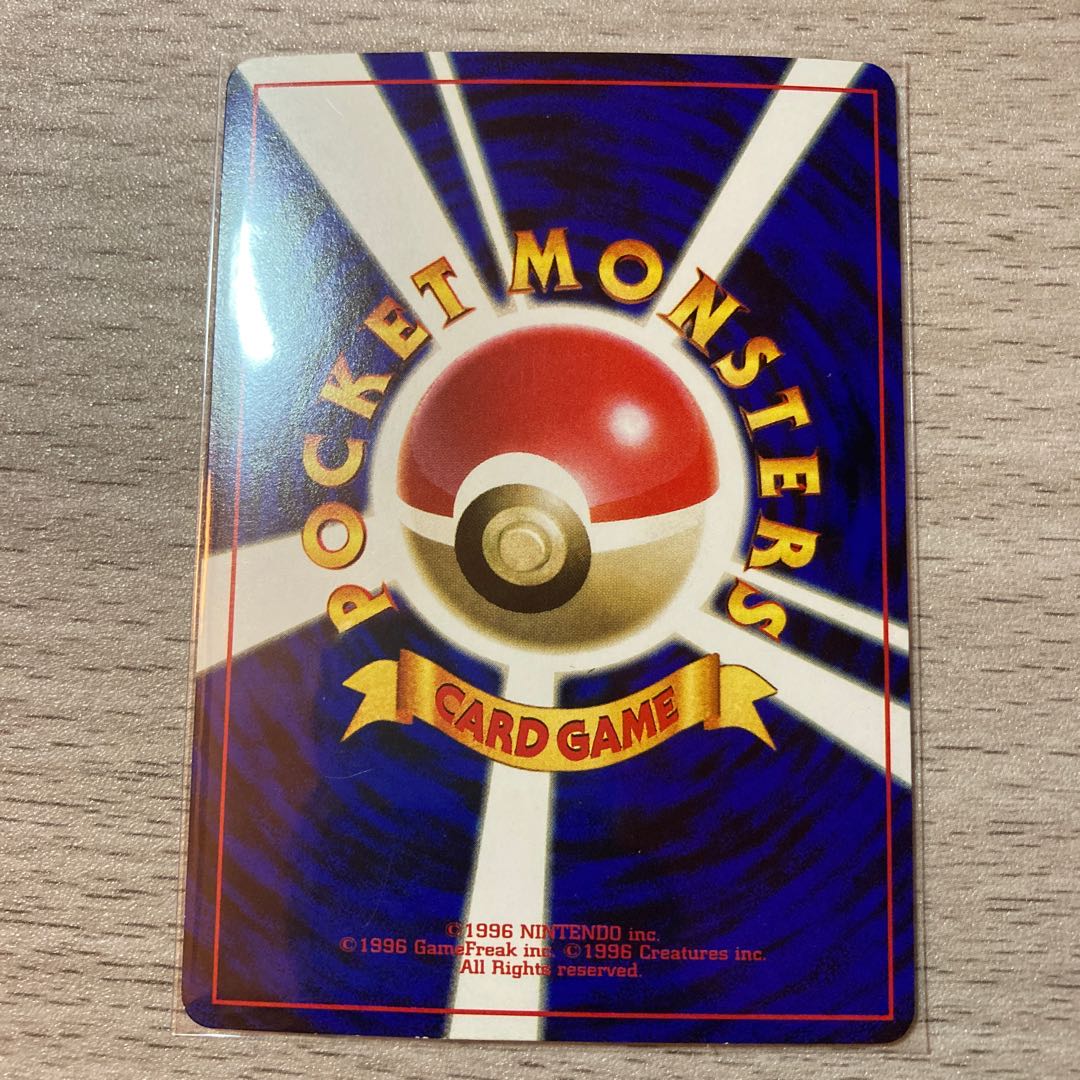 POCKET MONSTERS
CARD GAME
©1996 NINTENDO inc.
©1996 GameFreak inc. ©1996 Creatures inc.
All Rights reserved.